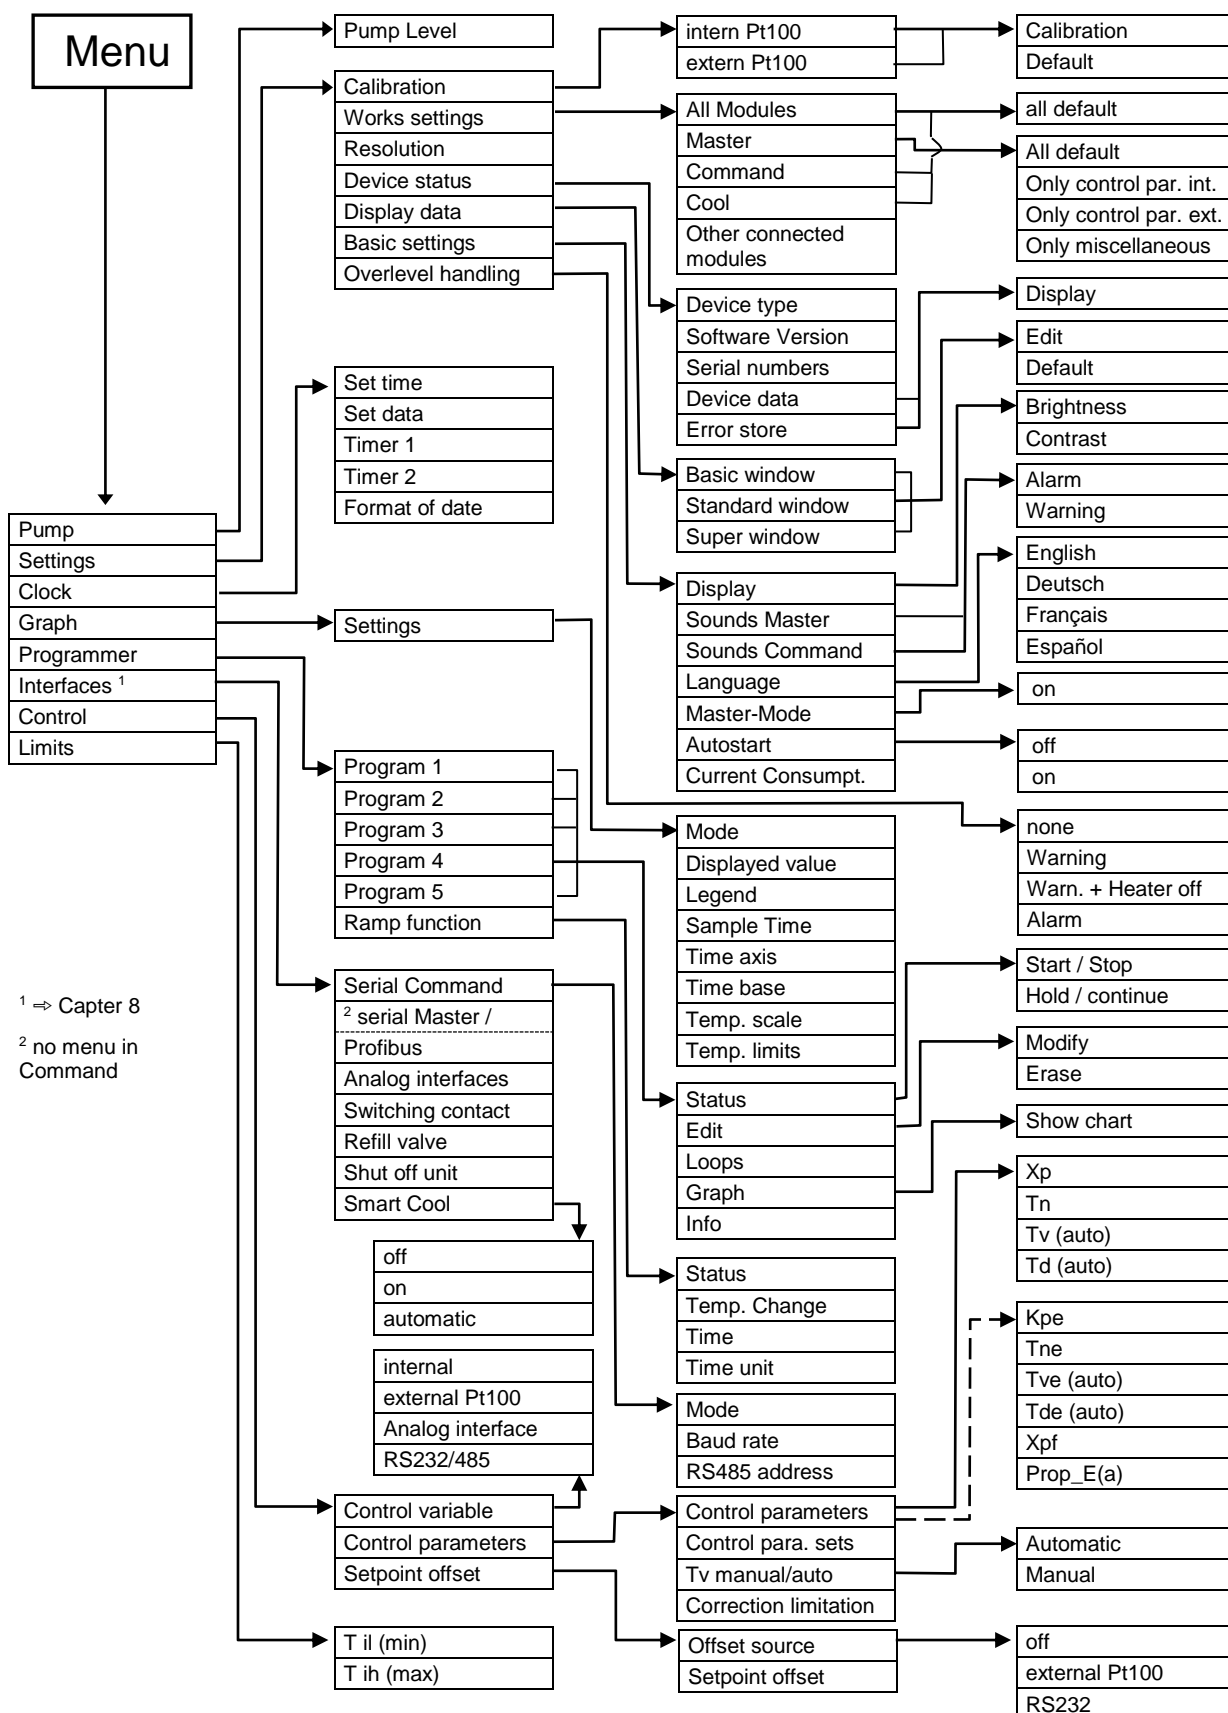 Menu
Pump
Settings
Clock
Graph
Programmer
Interfaces ¹
Control
Limits
¹ ⇨ Capter 8
² no menu in
Command
Pump Level
Calibration
Works settings
Resolution
Device status
Display data
Basic settings
Overlevel handling
Set time
Set data
Timer 1
Timer 2
Format of date
Settings
Program 1
Program 2
Program 3
Program 4
Program 5
Ramp function
Serial Command
² serial Master /
Profibus
Analog interfaces
Switching contact
Refill valve
Shut off unit
Smart Cool
off
on
automatic
internal
external Pt100
Analog interface
RS232/485
Control variable
Control parameters
Setpoint offset
T il (min)
T ih (max)
intern Pt100
extern Pt100
All Modules
Master
Command
Cool
Other connected
modules
Device type
Software Version
Serial numbers
Device data
Error store
Basic window
Standard window
Super window
Display
Sounds Master
Sounds Command
Language
Master-Mode
Autostart
Current Consumpt.
Mode
Displayed value
Legend
Sample Time
Time axis
Time base
Temp. scale
Temp. limits
Status
Edit
Loops
Graph
Info
Status
Temp. Change
Time
Time unit
Mode
Baud rate
RS485 address
Control parameters
Control para. sets
Tv manual/auto
Correction limitation
Offset source
Setpoint offset
Calibration
Default
all default
All default
Only control par. int.
Only control par. ext.
Only miscellaneous
Display
Edit
Default
Brightness
Contrast
Alarm
Warning
English
Deutsch
Français
Español
on
off
on
none
Warning
Warn. + Heater off
Alarm
Start / Stop
Hold / continue
Modify
Erase
Show chart
Xp
Tn
Tv (auto)
Td (auto)
Kpe
Tne
Tve (auto)
Tde (auto)
Xpf
Prop_E(a)
Automatic
Manual
off
external Pt100
RS232